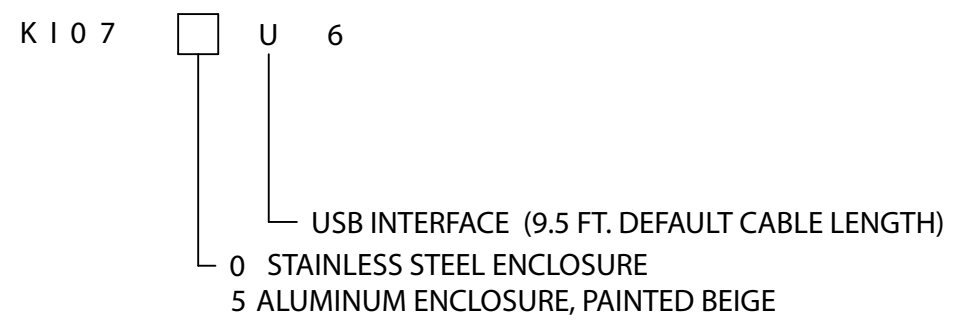 K I 0 7 U 6
USB INTERFACE (9.5 FT. DEFAULT CABLE LENGTH)
0 STAINLESS STEEL ENCLOSURE
5 ALUMINUM ENCLOSURE, PAINTED BEIGE